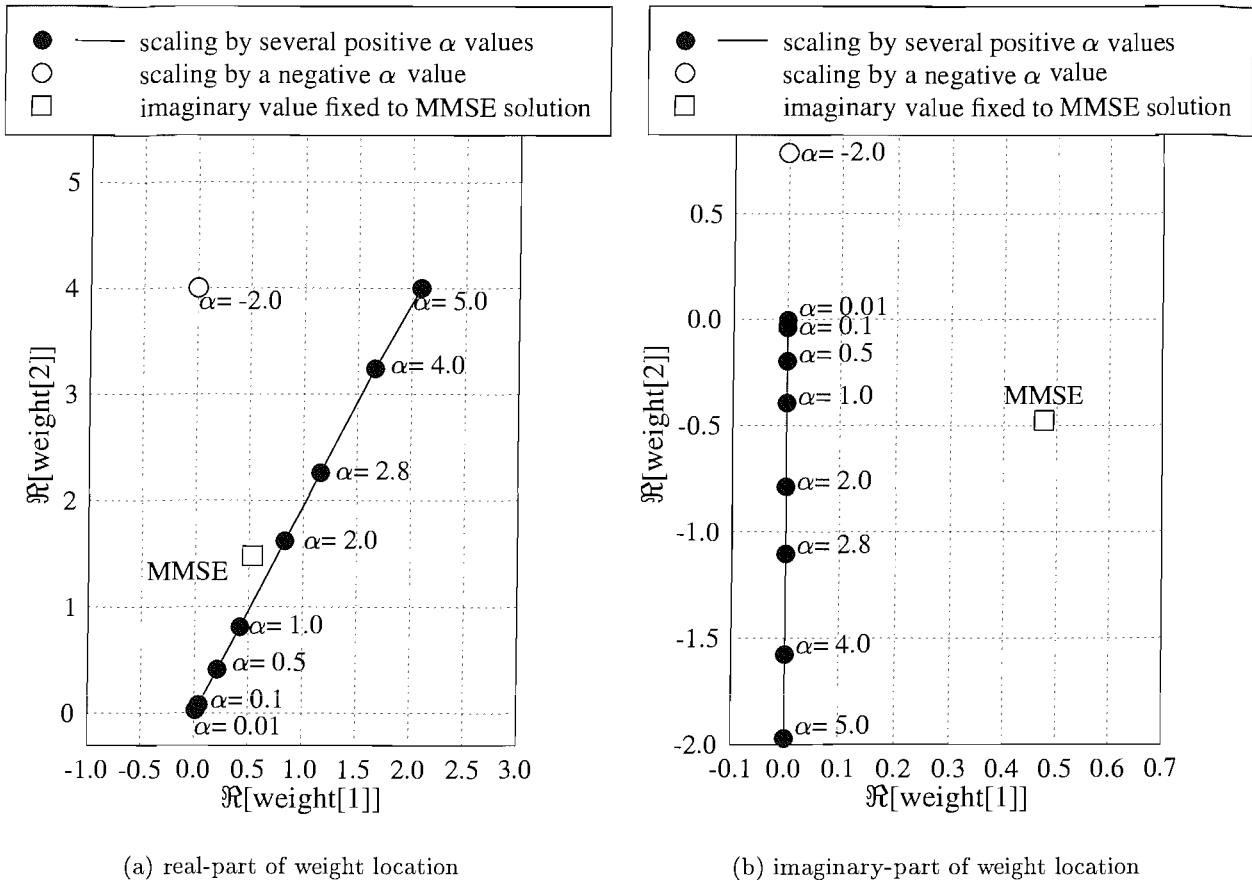 scaling by several positive α values
scaling by a negative α value
imaginary value fixed to MMSE solution
5
4
3
2
1
0
ℜ[weight[2]]
α= -2.0
α= 5.0
α= 4.0
α= 2.8
α= 2.0
MMSE
α= 1.0
α= 0.5
α= 0.1
α= 0.01
-1.0 -0.5 0.0 0.5 1.0 1.5 2.0 2.5 3.0
ℜ[weight[1]]
(a) real-part of weight location
scaling by several positive α values
scaling by a negative α value
imaginary value fixed to MMSE solution
α= -2.0
0.5
0.0
-0.5
-1.0
-1.5
-2.0
ℜ[weight[2]]
α= 0.01
α= 0.1
α= 0.5
α= 1.0
MMSE
α= 2.0
α= 2.8
α= 4.0
α= 5.0
-0.1 0.0 0.1 0.2 0.3 0.4 0.5 0.6 0.7
ℜ[weight[1]]
(b) imaginary-part of weight location